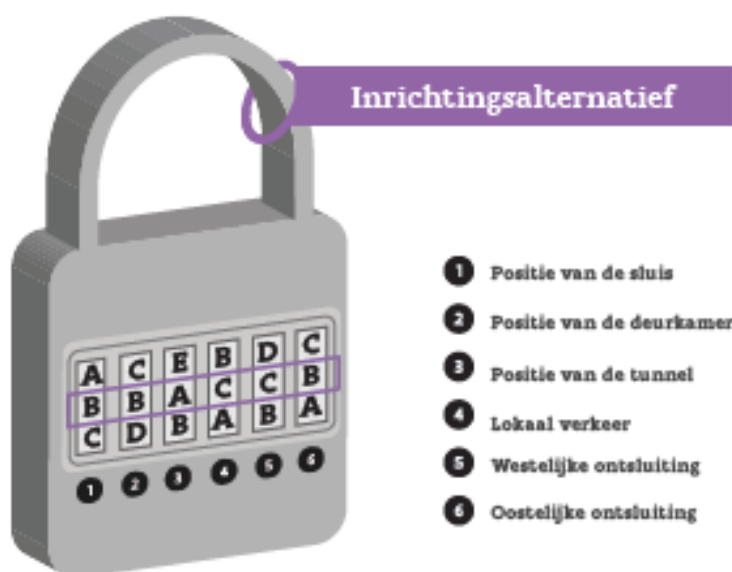 Inrichtingsalternatief
A C E B D C
B B A C C B
C D B A B A
1 2 3 4 5 6
1 Positie van de sluis
2 Positie van de deurkamer
3 Positie van de tunnel
4 Lokaal verkeer
5 Westelijke ontsluiting
6 Oostelijke ontsluiting